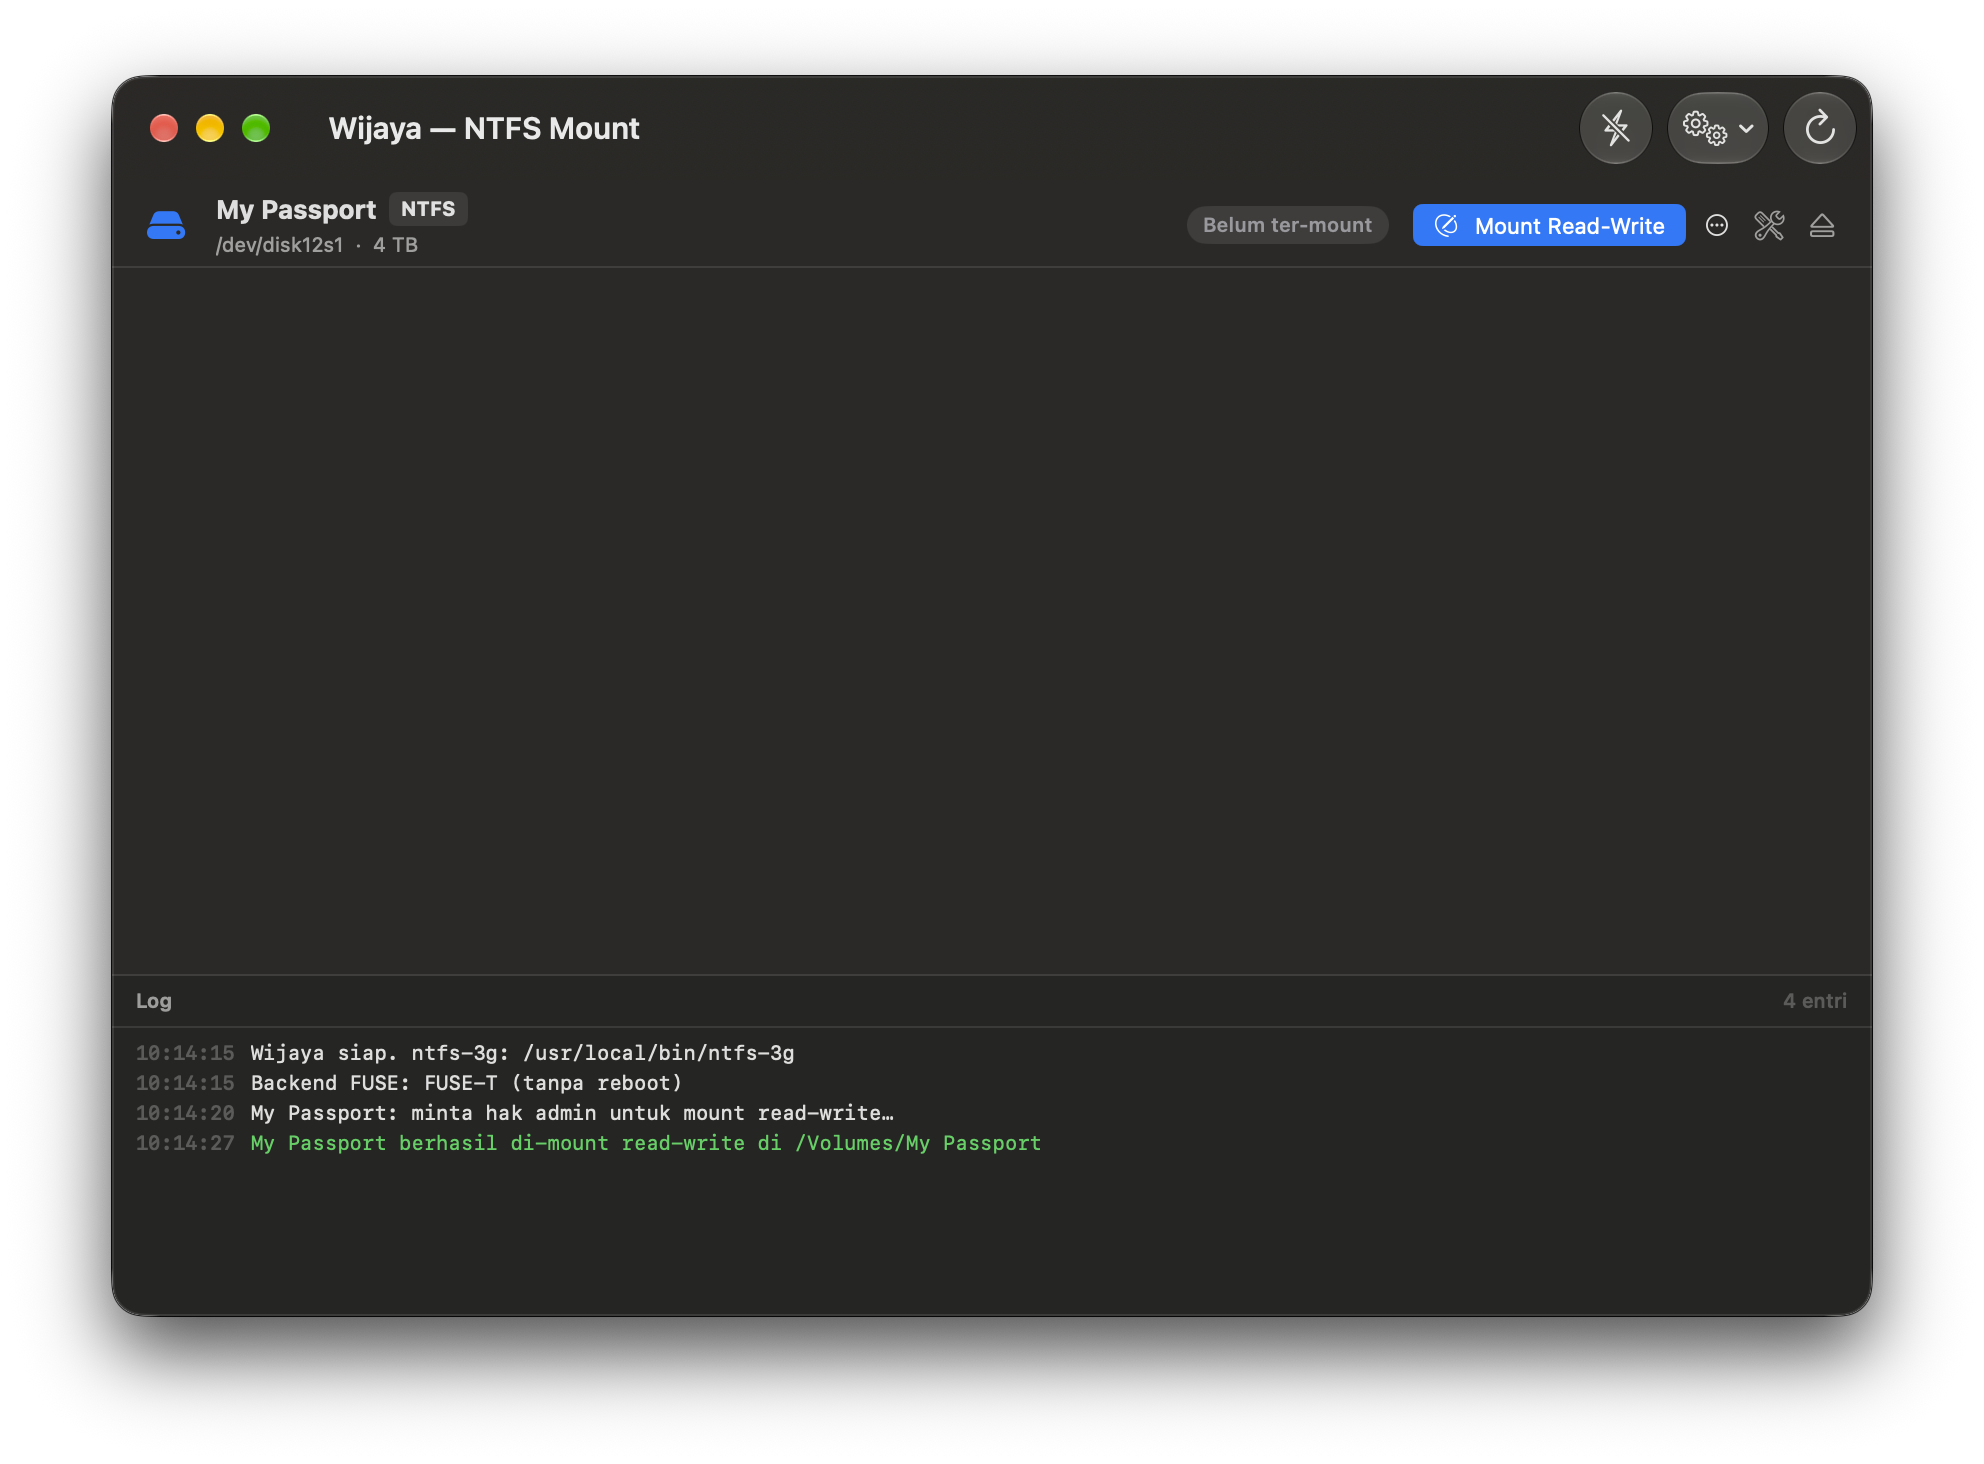 Wijaya — NTFS Mount
My Passport NTFS
/dev/disk12s1 · 4 TB
Belum ter-mount
Mount Read-Write
Log
4 entri
10:14:15 Wijaya siap. ntfs-3g: /usr/local/bin/ntfs-3g
10:14:15 Backend FUSE: FUSE-T (tanpa reboot)
10:14:20 My Passport: minta hak admin untuk mount read-write…
10:14:27 My Passport berhasil di-mount read-write di /Volumes/My Passport